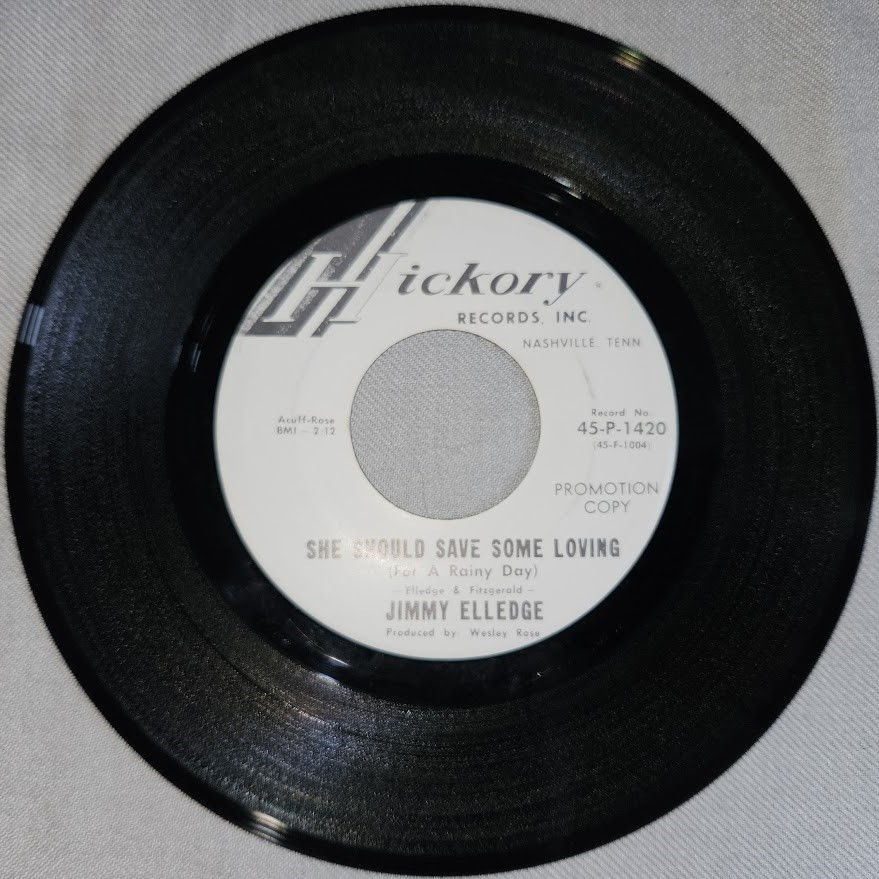 Hickory
RECORDS, INC.
NASHVILLE, TENN.
Acuff-Rose
BMI - 2:12
Record No.
45-P-1420
(45-F-1004)
PROMOTION
COPY
SHE SHOULD SAVE SOME LOVING
(For A Rainy Day)
- Elledge & Fitzgerald -
JIMMY ELLEDGE
Produced by: Wesley Rose